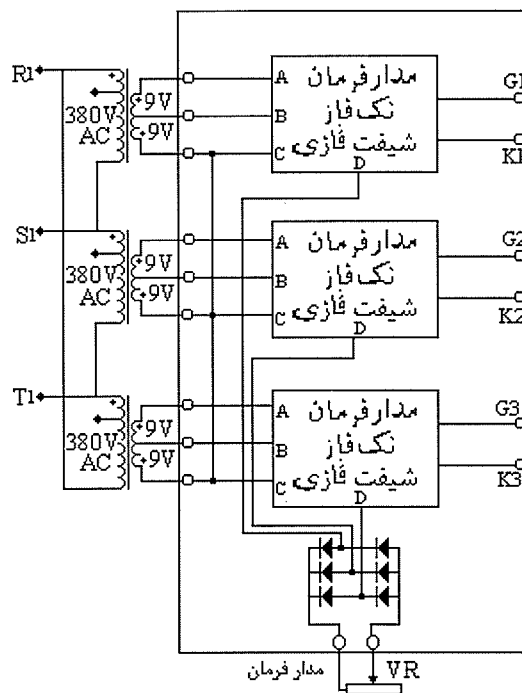 R1
380V
AC
9V
9V
A
B
C
مدار فرمان
تک فاز
شیفت فازی
D
G1
K1
S1
380V
AC
9V
9V
A
B
C
مدار فرمان
تک فاز
شیفت فازی
D
G2
K2
T1
380V
AC
9V
9V
A
B
C
مدار فرمان
تک فاز
شیفت فازی
D
G3
K3
مدار فرمان
VR